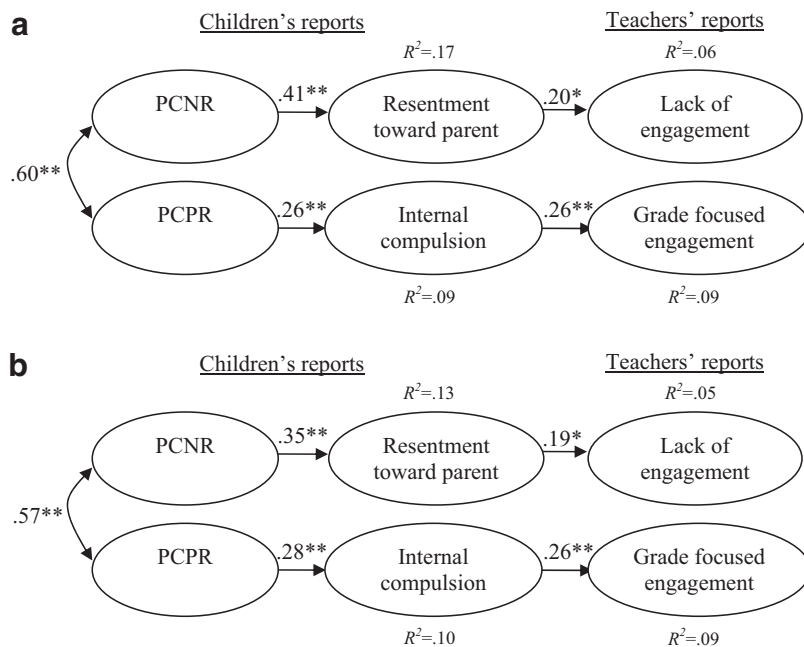 a
Children's reports
Teachers' reports
R²=.17
R²=.06
PCNR
.41**
Resentment
toward parent
.20*
Lack of
engagement
.60**
PCPR
.26**
Internal
compulsion
.26**
Grade focused
engagement
R²=.09
R²=.09
b
Children's reports
Teachers' reports
R²=.13
R²=.05
PCNR
.35**
Resentment
toward parent
.19*
Lack of
engagement
.57**
PCPR
.28**
Internal
compulsion
.26**
Grade focused
engagement
R²=.10
R²=.09